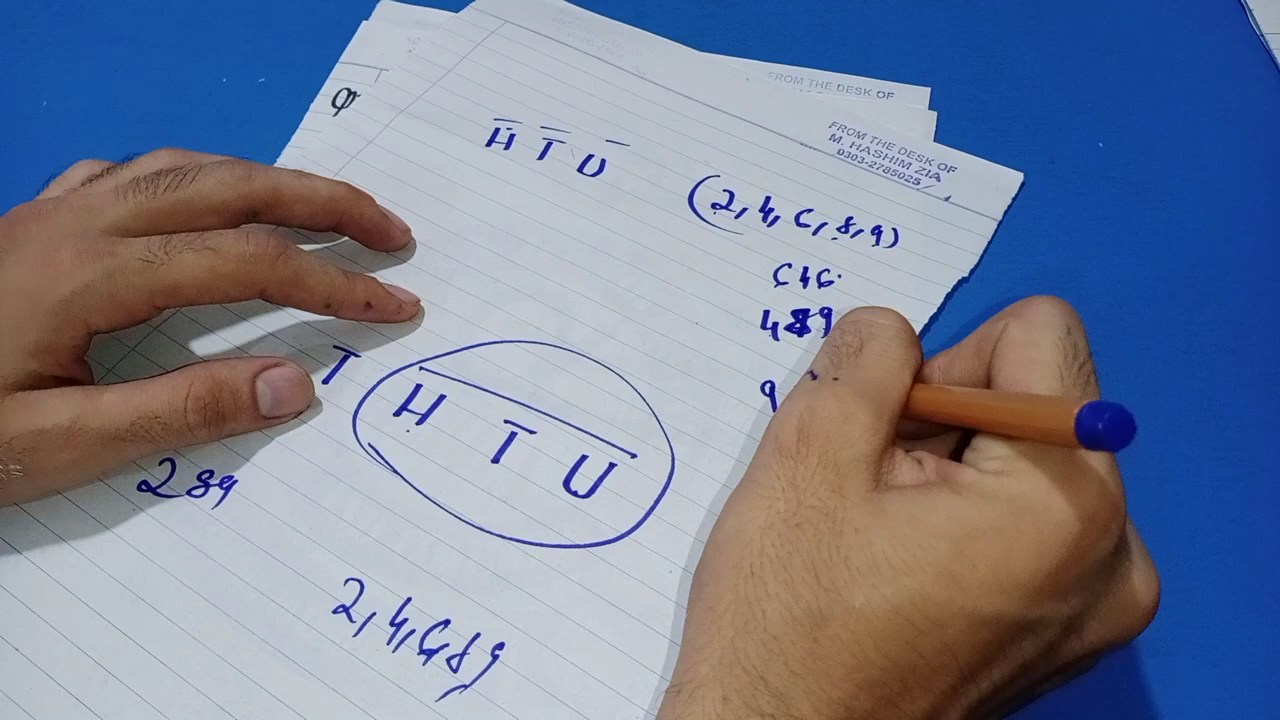 FROM THE DESK OF
FROM THE DESK OF
M. HASHIM ZIA
0303-2785025
H T U
(2, 4, 6, 8, 9)
646
489
9
T H T U
289
2, 4, 6, 8 9